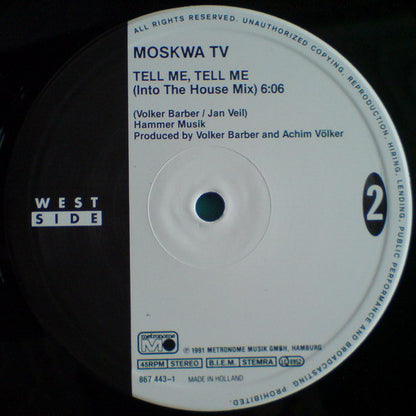 MOSKWA TV
TELL ME, TELL ME
(Into The House Mix) 6:06
(Volker Barber / Jan Veil)
Hammer Musik
Produced by Volker Barber and Achim Völker
WEST
SIDE
2
metronome
℗ 1991 METRONOME MUSIK GMBH, HAMBURG
45RPM STEREO B.I.E.M. STEMRA
867 443-1 MADE IN HOLLAND
ALL RIGHTS RESERVED. UNAUTHORIZED COPYING, REPRODUCTION, HIRING, LENDING, PUBLIC PERFORMANCE AND BROADCASTING PROHIBITED.